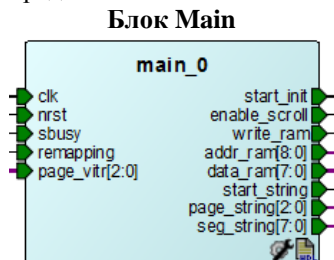 Блок Main
main_0
clk
start_init
nrst
enable_scroll
sbusy
write_ram
remapping
addr_ram[8:0]
page_vitr[2:0]
data_ram[7:0]
start_string
page_string[2:0]
seg_string[7:0]